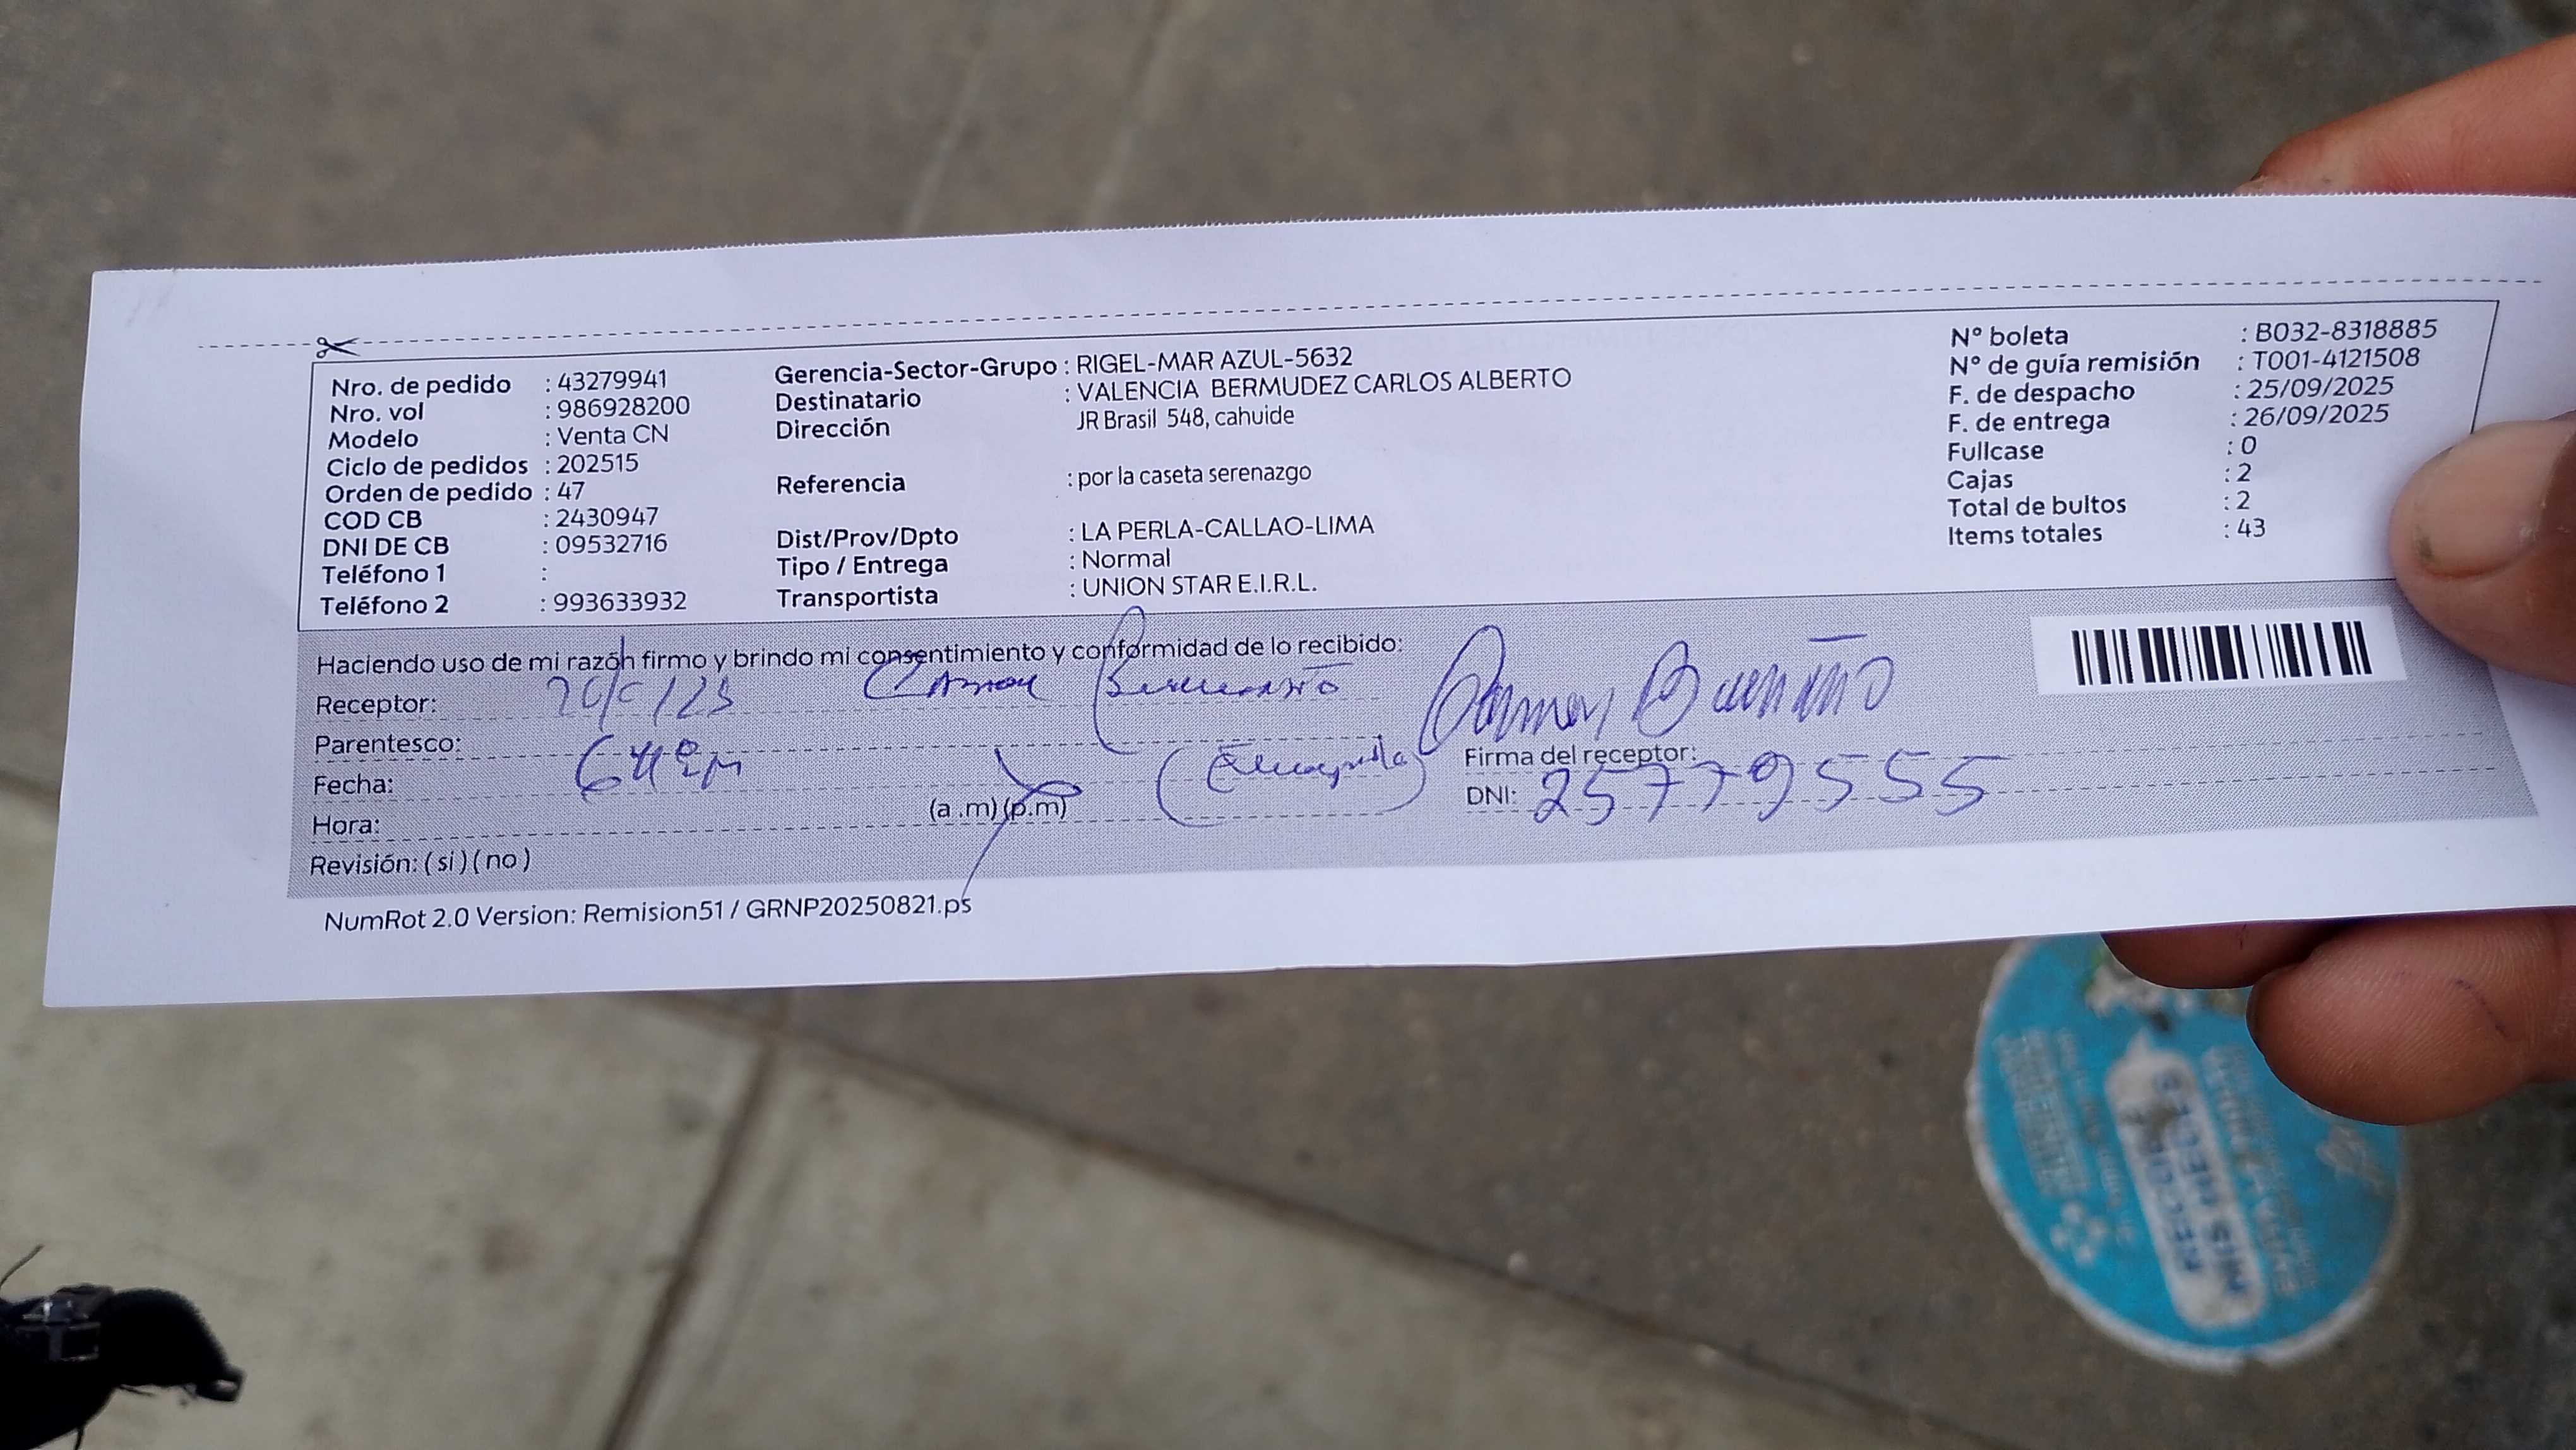 Nro. de pedido : 43279941
Nro. vol : 986928200
Modelo : Venta CN
Ciclo de pedidos : 202515
Orden de pedido : 47
COD CB : 2430947
DNI DE CB : 09532716
Teléfono 1 :
Teléfono 2 : 993633932
Gerencia-Sector-Grupo : RIGEL-MAR AZUL-5632
Destinatario : VALENCIA BERMUDEZ CARLOS ALBERTO
Dirección JR Brasil 548, cahuide
Referencia : por la caseta serenazgo
Dist/Prov/Dpto : LA PERLA-CALLAO-LIMA
Tipo / Entrega : Normal
Transportista : UNION STAR E.I.R.L.
N° boleta : B032-8318885
N° de guía remisión : T001-4121508
F. de despacho : 25/09/2025
F. de entrega : 26/09/2025
Fullcase : 0
Cajas : 2
Total de bultos : 2
Items totales : 43
Haciendo uso de mi razón firmo y brindo mi consentimiento y conformidad de lo recibido:
Receptor:
Parentesco:
Fecha:
Hora: (a.m) (p.m)
Revisión: (si) (no)
Firma del receptor:
DNI: 25779555
NumRot 2.0 Version: Remision51 / GRNP20250821.ps